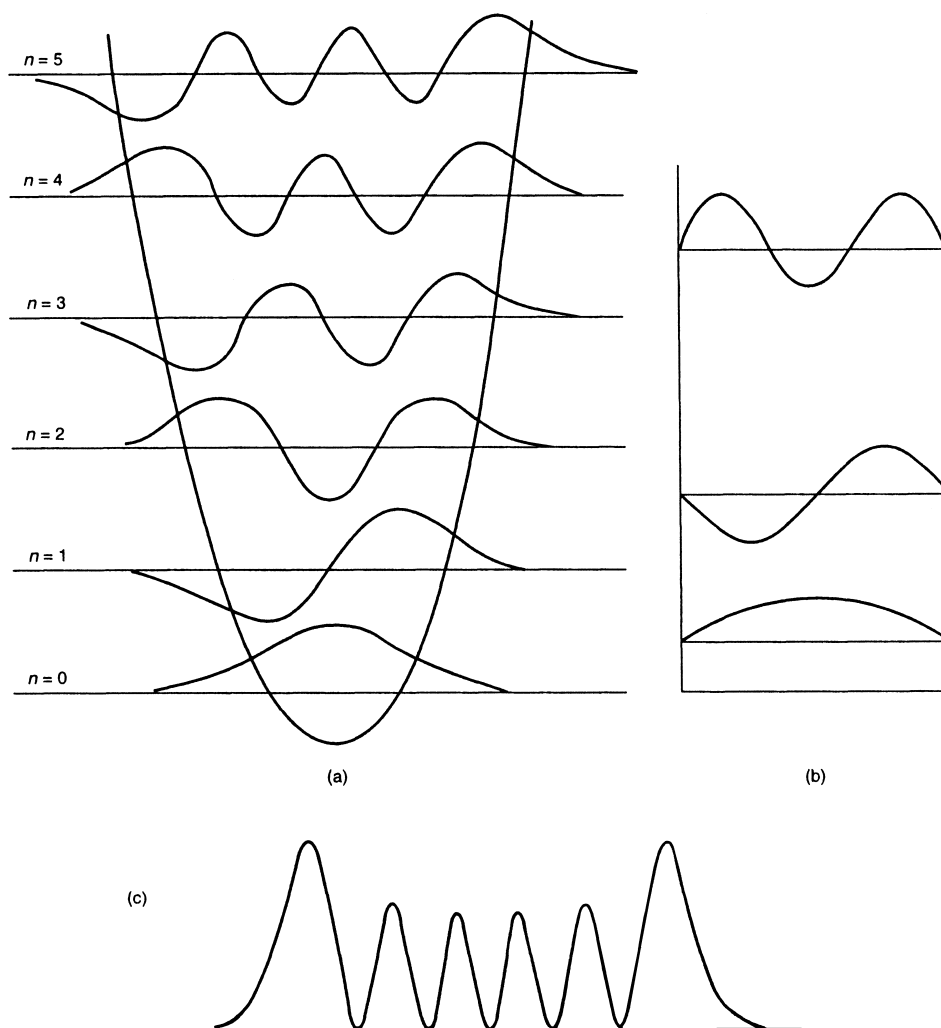 n = 5
n = 4
n = 3
n = 2
n = 1
n = 0
(a)
(b)
(c)